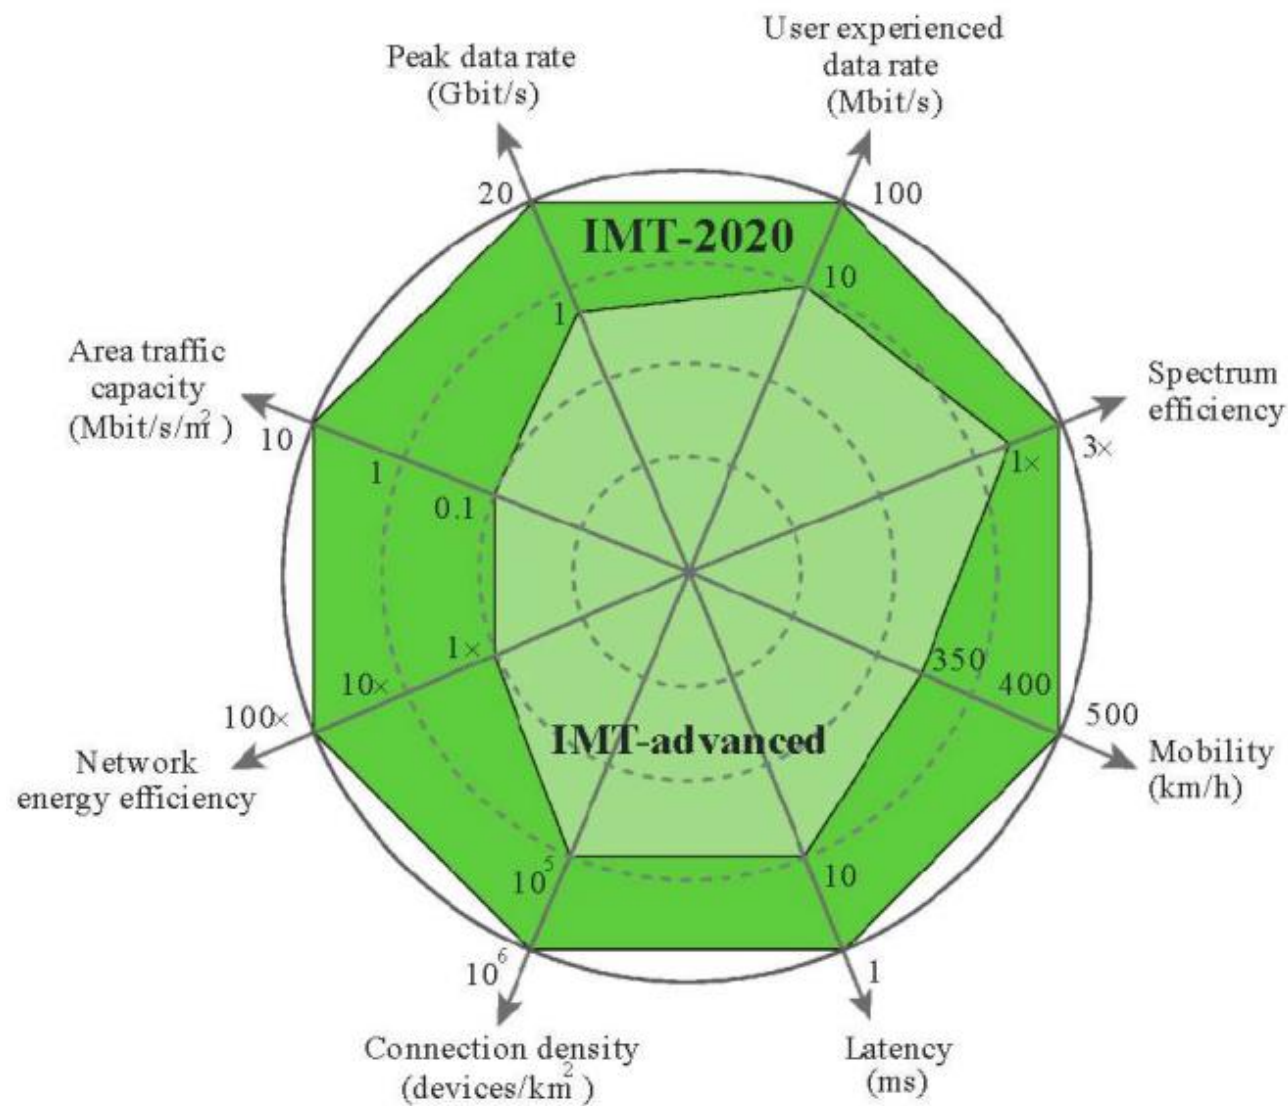 User experienced
data rate
(Mbit/s)
Peak data rate
(Gbit/s)
20
100
IMT-2020
10
1
Area traffic
capacity
(Mbit/s/m²)
10
1
0.1
Spectrum
efficiency
3×
1×
1×
10×
100×
Network
energy efficiency
350
400
500
Mobility
(km/h)
IMT-advanced
10⁵
10⁶
Connection density
(devices/km²)
10
1
Latency
(ms)